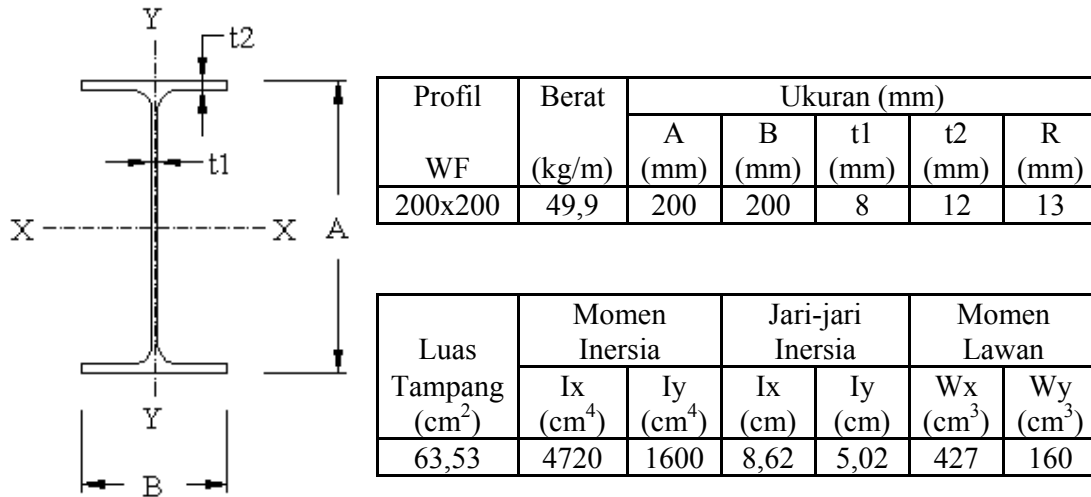 Y
t2
t1
X X A
Y
B
Profil Berat Ukuran (mm)
A B t1 t2 R
WF (kg/m) (mm) (mm) (mm) (mm) (mm)
200x200 49,9 200 200 8 12 13
Momen Jari-jari Momen
Luas Inersia Inersia Lawan
Tampang Ix Iy Ix Iy Wx Wy
(cm²) (cm⁴) (cm⁴) (cm) (cm) (cm³) (cm³)
63,53 4720 1600 8,62 5,02 427 160